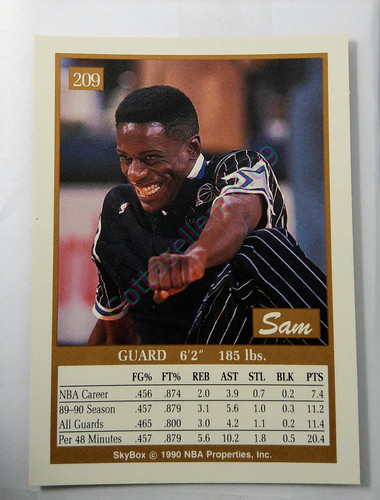 209
Sam
GUARD 6'2" 185 lbs.
FG% FT% REB AST STL BLK PTS
NBA Career .456 .874 2.0 3.9 0.7 0.2 7.4
89-90 Season .457 .879 3.1 5.6 1.0 0.3 11.2
All Guards .465 .800 3.0 4.2 1.1 0.2 11.4
Per 48 Minutes .457 .879 5.6 10.2 1.8 0.5 20.4
SkyBox © 1990 NBA Properties, Inc.